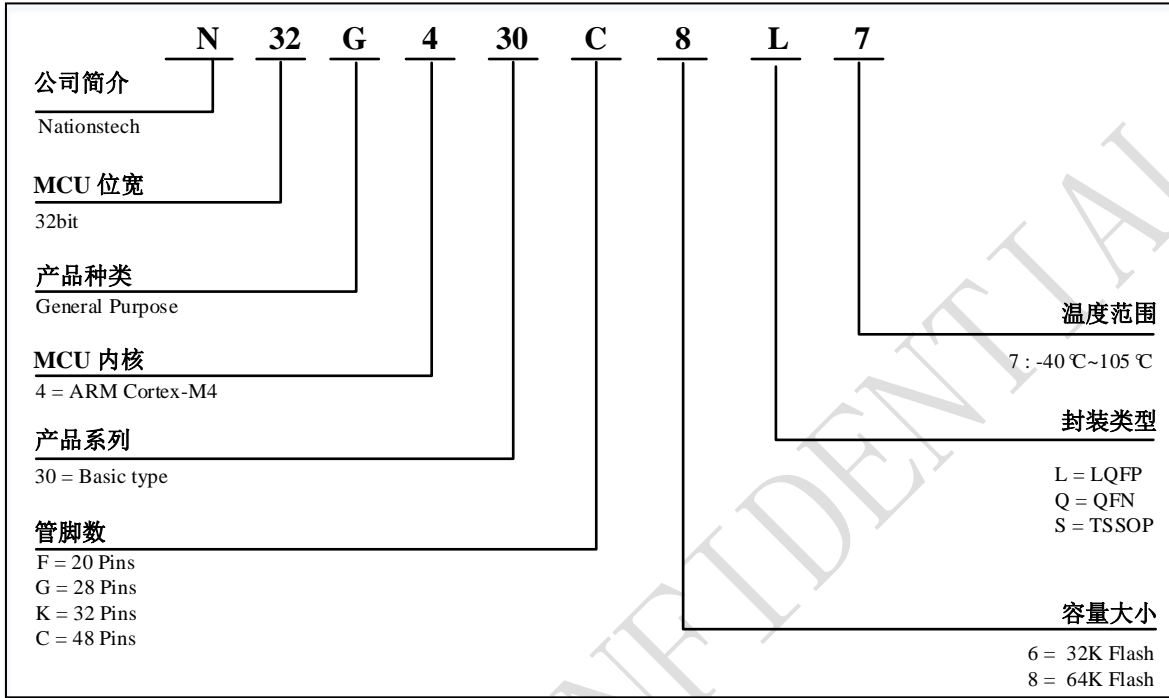 N 32 G 4 30 C 8 L 7
公司简介
Nationstech
MCU 位宽
32bit
产品种类
General Purpose
MCU 内核
4 = ARM Cortex-M4
产品系列
30 = Basic type
管脚数
F = 20 Pins
G = 28 Pins
K = 32 Pins
C = 48 Pins
温度范围
7 : -40 ℃~105 ℃
封装类型
L = LQFP
Q = QFN
S = TSSOP
容量大小
6 = 32K Flash
8 = 64K Flash
NFIDENTIAL